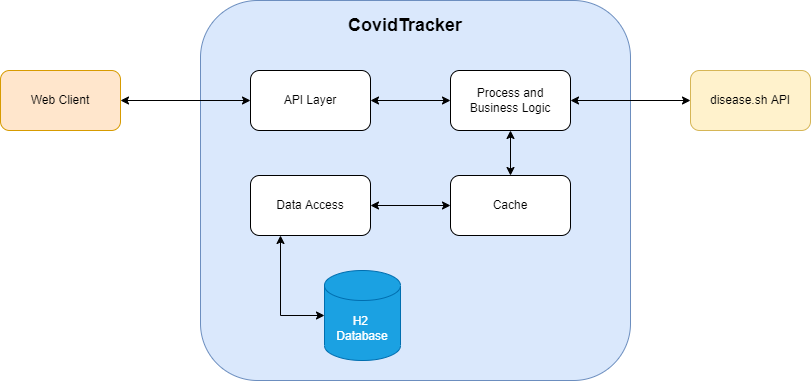 CovidTracker
Web Client
API Layer
Process and
Business Logic
disease.sh API
Data Access
Cache
H2
Database